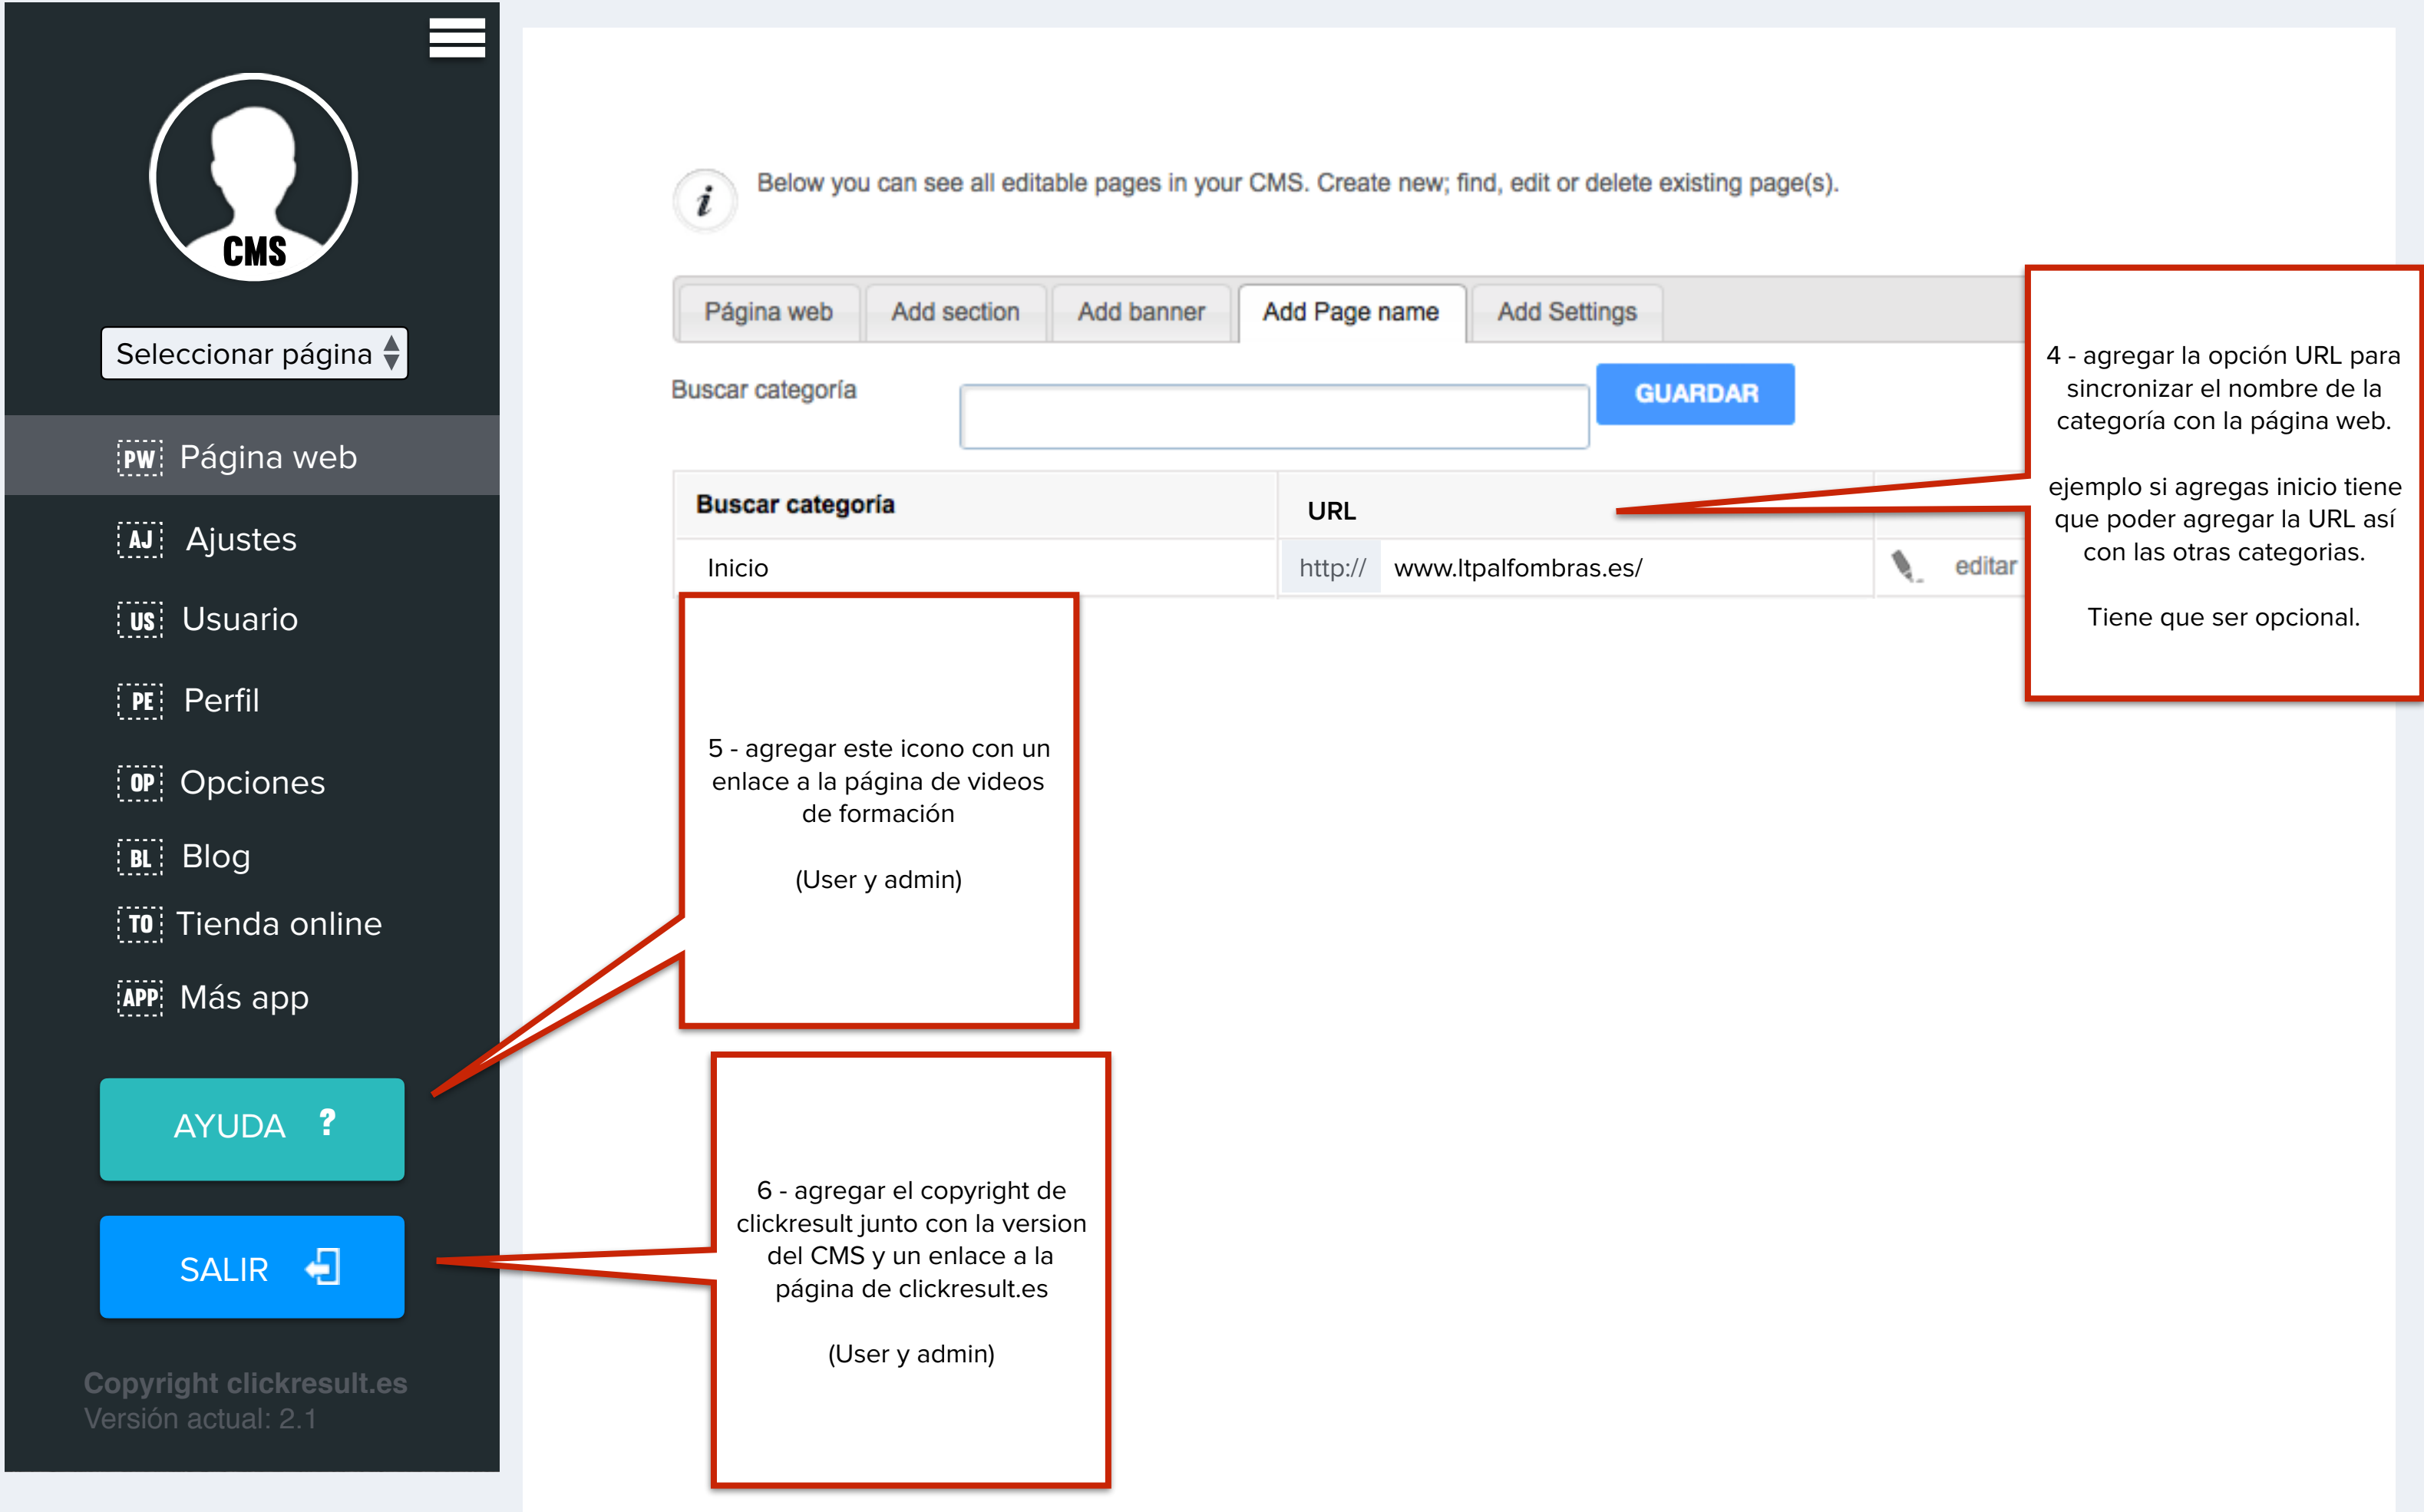 CMS
Seleccionar página
PW Página web
AJ Ajustes
US Usuario
PE Perfil
OP Opciones
BL Blog
TO Tienda online
APP Más app
AYUDA ?
SALIR
Copyright clickresult.es
Versión actual: 2.1
i
Below you can see all editable pages in your CMS. Create new; find, edit or delete existing page(s).
Página web Add section Add banner Add Page name Add Settings
Buscar categoría GUARDAR
Buscar categoría URL
Inicio http:// www.ltpalfombras.es/ editar
4 - agregar la opción URL para
sincronizar el nombre de la
categoría con la página web.
ejemplo si agregas inicio tiene
que poder agregar la URL así
con las otras categorias.
Tiene que ser opcional.
5 - agregar este icono con un
enlace a la página de videos
de formación
(User y admin)
6 - agregar el copyright de
clickresult junto con la version
del CMS y un enlace a la
página de clickresult.es
(User y admin)